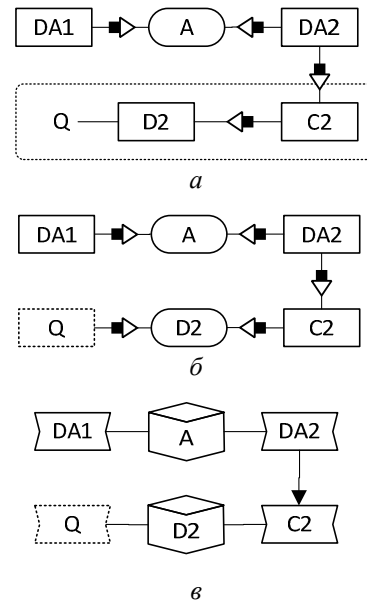 DA1 A DA2
Q D2 C2
а
DA1 A DA2
Q D2 C2
б
DA1 A DA2
Q D2 C2
в